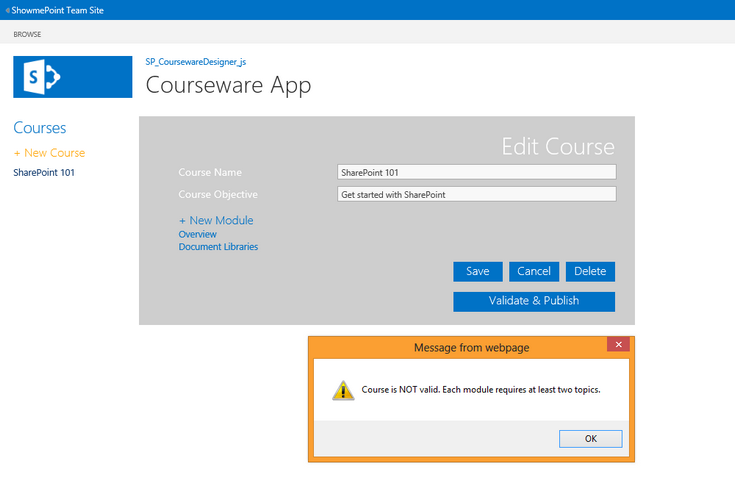 ShowmePoint Team Site
BROWSE
S
SP_CoursewareDesigner_js
Courseware App
Courses
+ New Course
SharePoint 101
Edit Course
Course Name SharePoint 101
Course Objective Get started with SharePoint
+ New Module
Overview
Document Libraries
Save Cancel Delete
Validate & Publish
Message from webpage
Course is NOT valid. Each module requires at least two topics.
OK